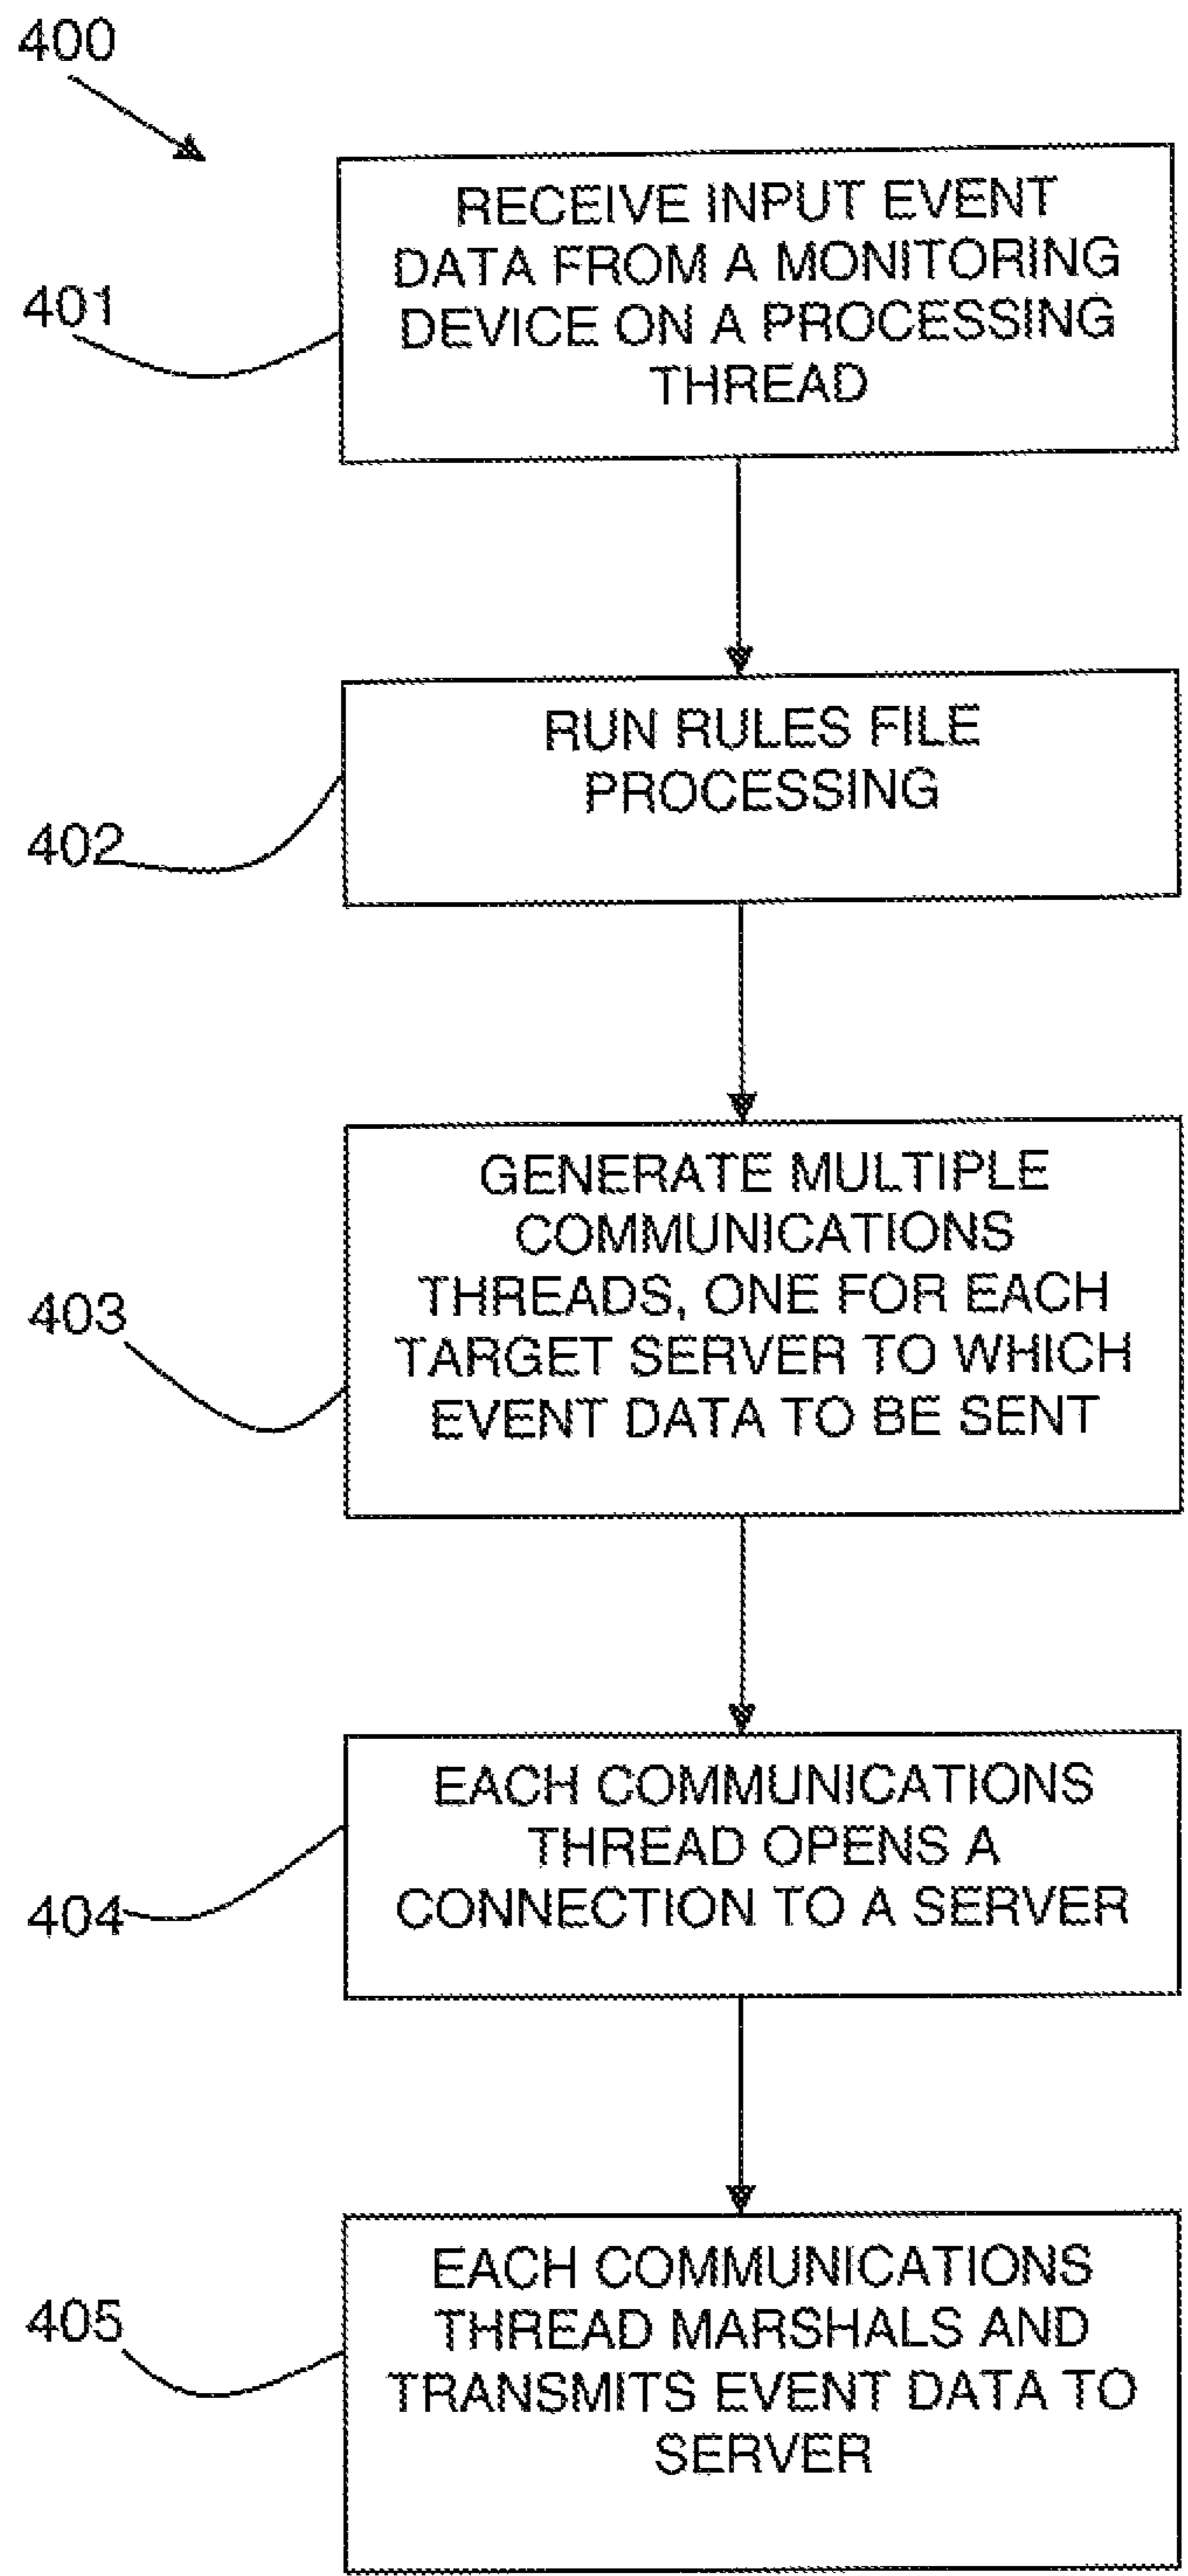 400
RECEIVE INPUT EVENT
DATA FROM A MONITORING
DEVICE ON A PROCESSING
THREAD
401
RUN RULES FILE
PROCESSING
402
GENERATE MULTIPLE
COMMUNICATIONS
THREADS, ONE FOR EACH
TARGET SERVER TO WHICH
EVENT DATA TO BE SENT
403
EACH COMMUNICATIONS
THREAD OPENS A
CONNECTION TO A SERVER
404
EACH COMMUNICATIONS
THREAD MARSHALS AND
TRANSMITS EVENT DATA TO
SERVER
405